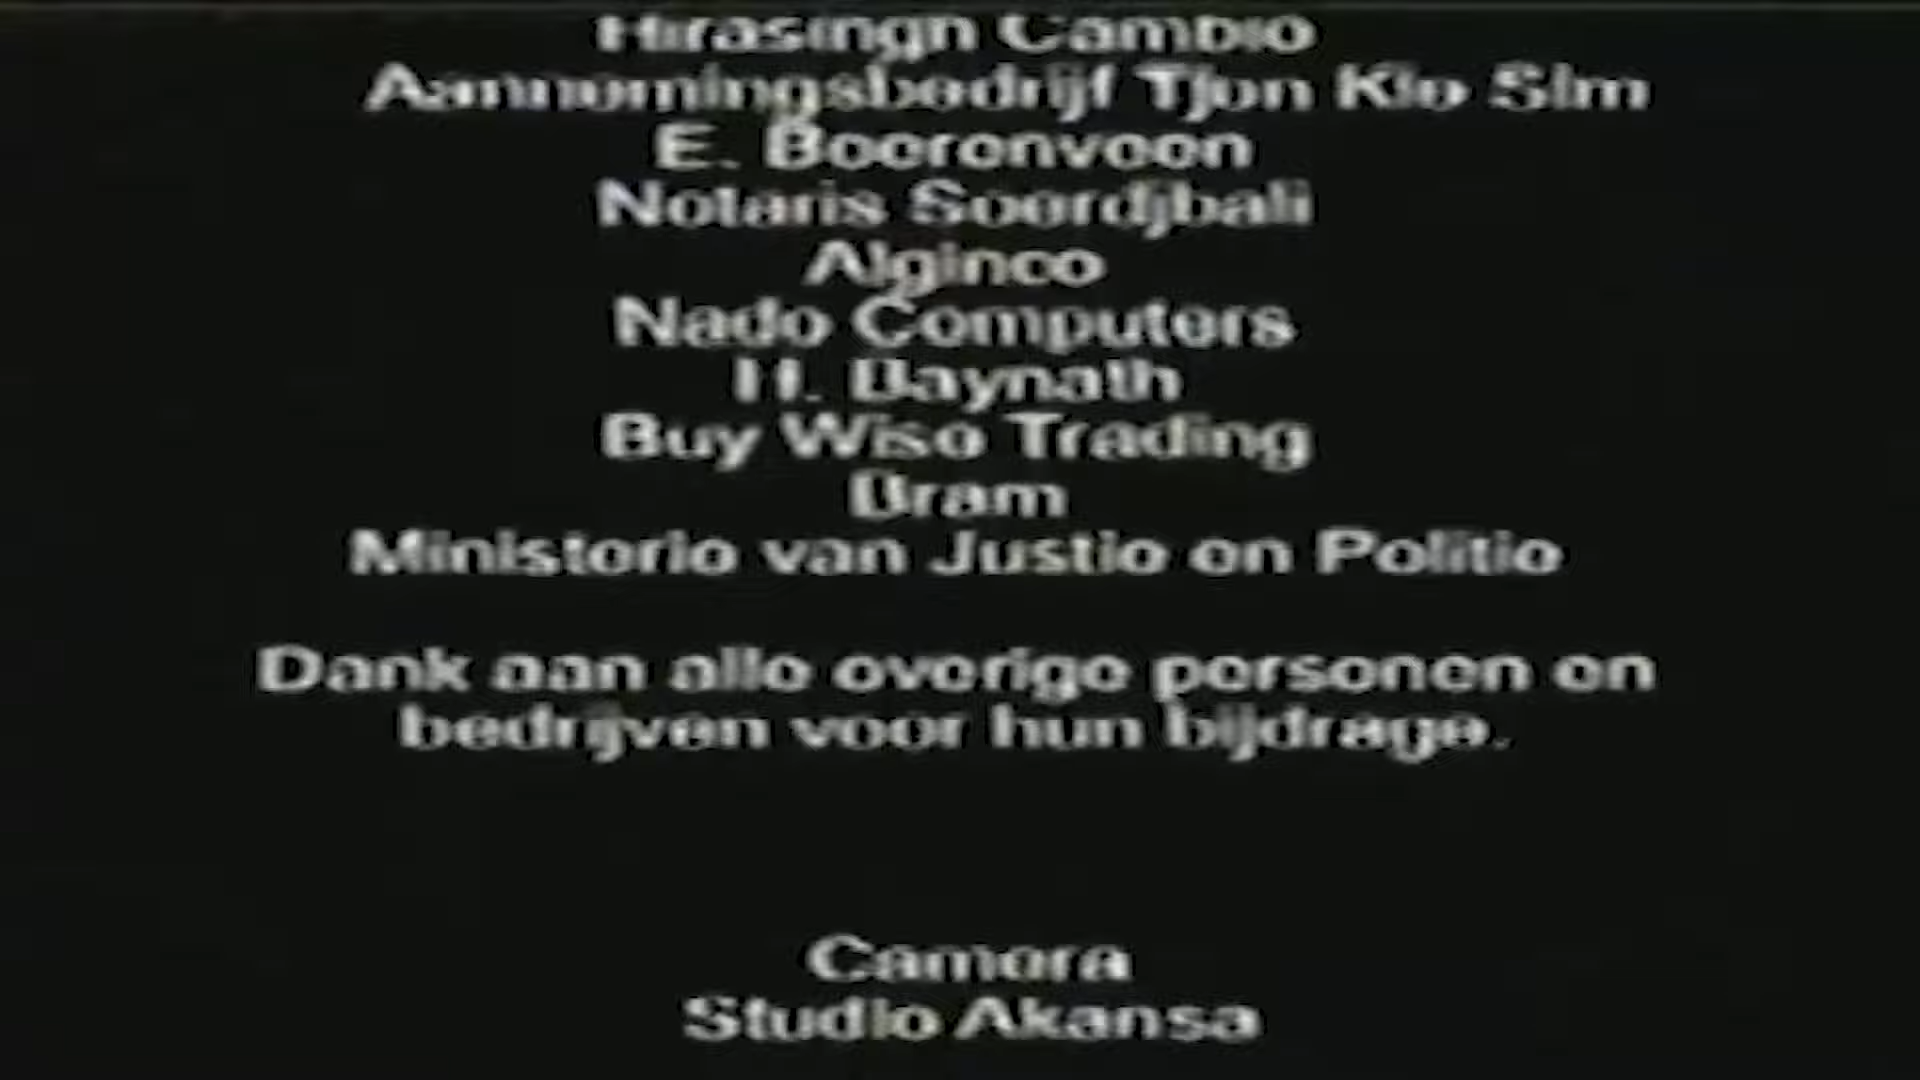 Hirasingh Cambio
Aannemingsbedrijf Tjon Kie Sim
E. Boerenveen
Notaris Soerdjbali
Alginco
Nado Computers
H. Baynath
Buy Wise Trading
Bram
Ministerie van Justie en Politie
Dank aan alle overige personen en
bedrijven voor hun bijdrage.
Camera
Studio Akansa